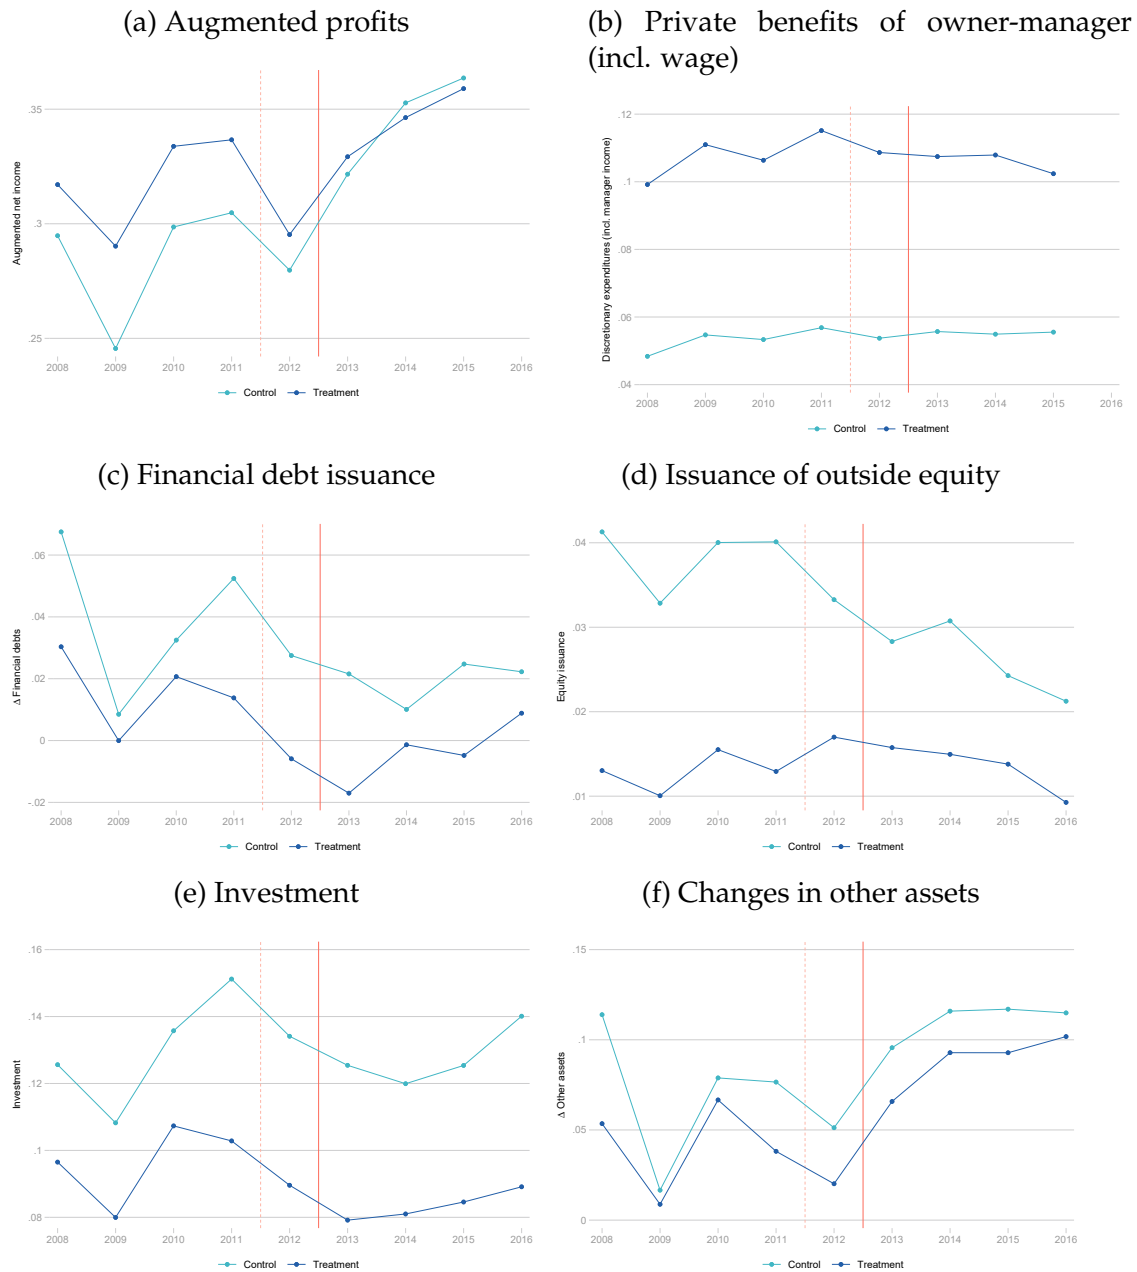 (a) Augmented profits
Augmented net income
.35
.3
.25
2008 2009 2010 2011 2012 2013 2014 2015 2016
Control Treatment
(b) Private benefits of owner-manager
(incl. wage)
Discretionary expenditures (incl. manager income)
.12
.1
.08
.06
.04
2008 2009 2010 2011 2012 2013 2014 2015 2016
Control Treatment
(c) Financial debt issuance
Δ Financial debts
.06
.04
.02
0
-.02
2008 2009 2010 2011 2012 2013 2014 2015 2016
Control Treatment
(d) Issuance of outside equity
Equity issuance
.04
.03
.02
.01
2008 2009 2010 2011 2012 2013 2014 2015 2016
Control Treatment
(e) Investment
Investment
.16
.14
.12
.1
.08
2008 2009 2010 2011 2012 2013 2014 2015 2016
Control Treatment
(f) Changes in other assets
Δ Other assets
.15
.1
.05
0
2008 2009 2010 2011 2012 2013 2014 2015 2016
Control Treatment